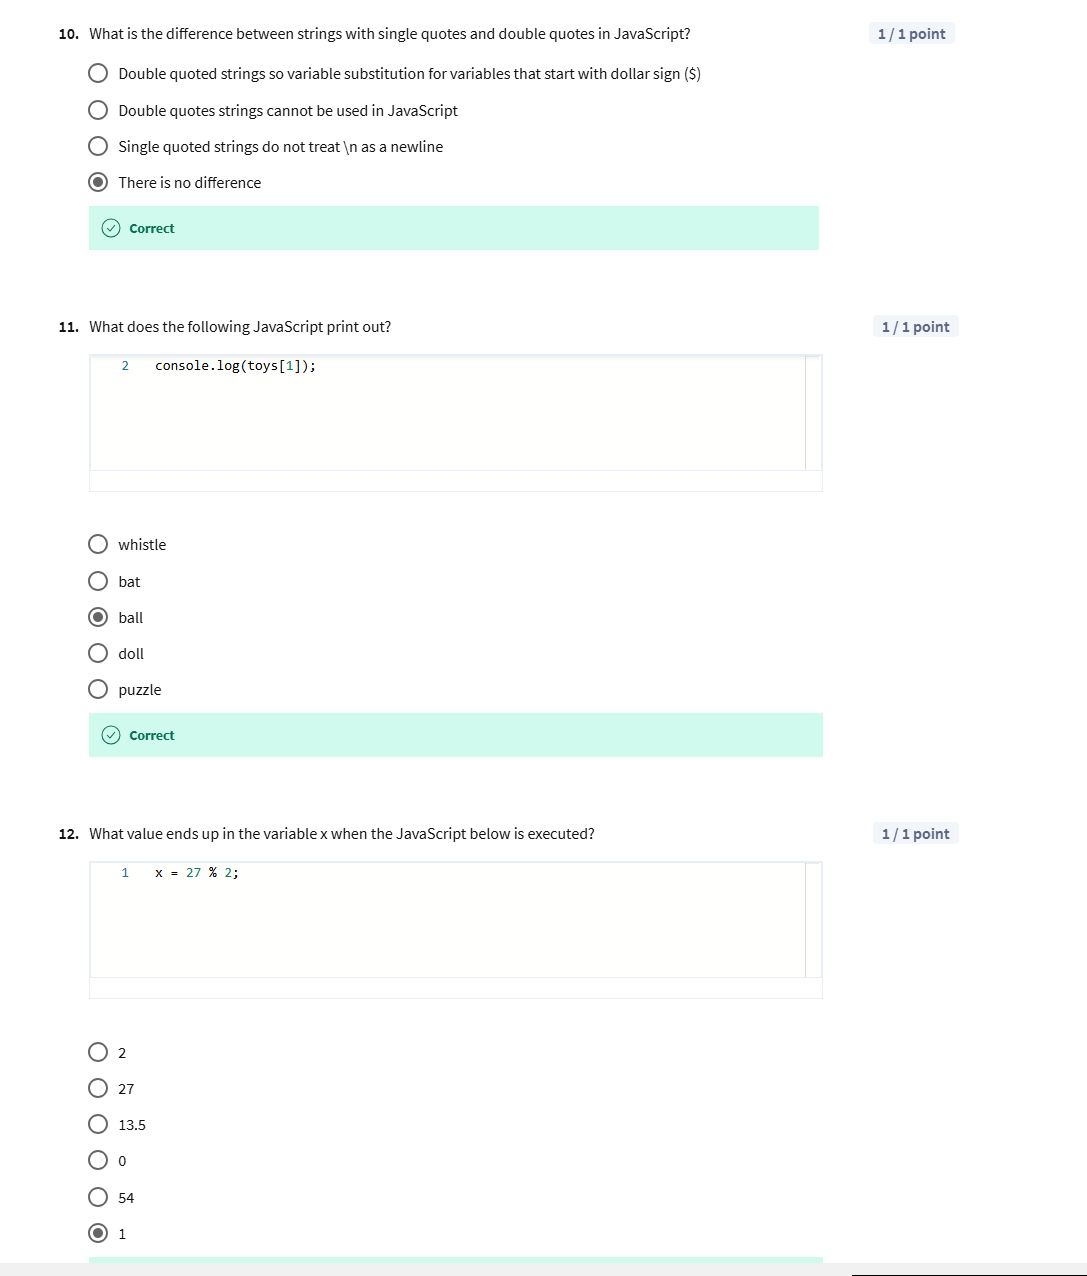 10. What is the difference between strings with single quotes and double quotes in JavaScript?
1 / 1 point
Double quoted strings so variable substitution for variables that start with dollar sign ($)
Double quotes strings cannot be used in JavaScript
Single quoted strings do not treat \n as a newline
There is no difference
Correct
11. What does the following JavaScript print out?
1 / 1 point
2 console.log(toys[1]);
whistle
bat
ball
doll
puzzle
Correct
12. What value ends up in the variable x when the JavaScript below is executed?
1 / 1 point
1 x = 27 % 2;
2
27
13.5
0
54
1